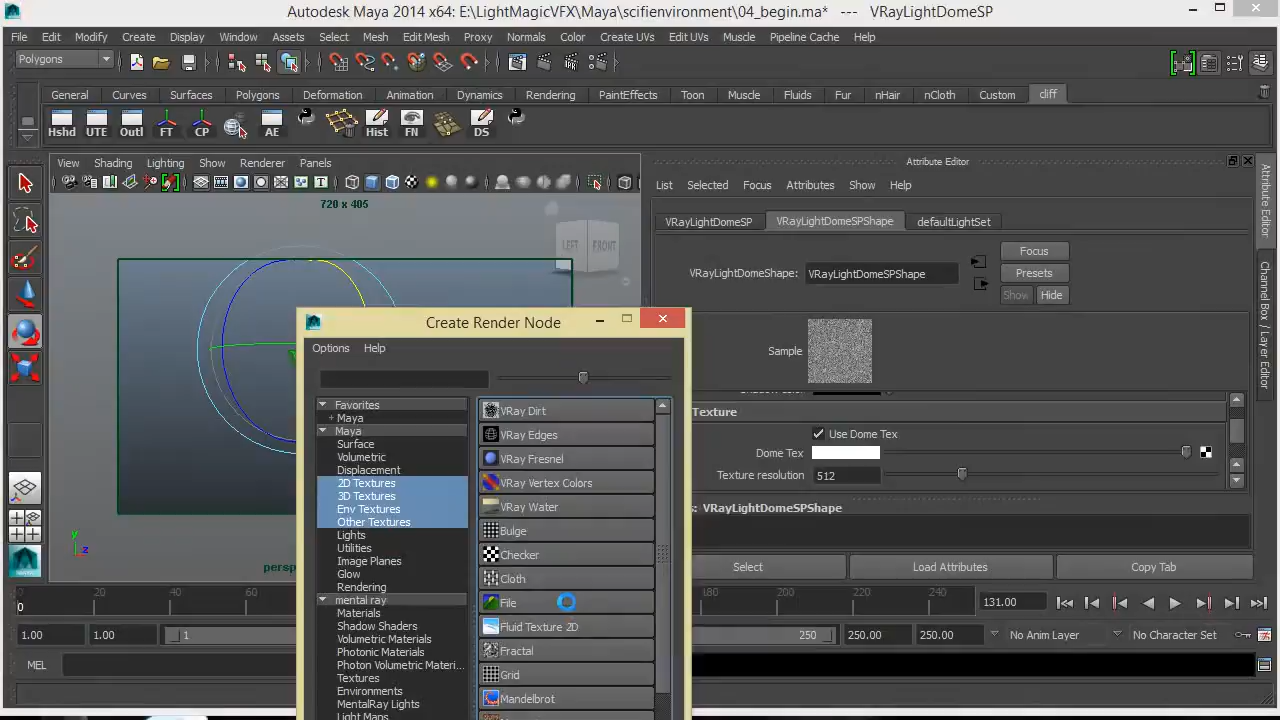 Autodesk Maya 2014 x64: E:\LightMagicVFX\Maya\scifienvironment\04_begin.ma* --- VRayLightDomeSP
File Edit Modify Create Display Window Assets Select Mesh Edit Mesh Proxy Normals Color Create UVs Edit UVs Muscle Pipeline Cache Help
Polygons
General Curves Surfaces Polygons Deformation Animation Dynamics Rendering PaintEffects Toon Muscle Fluids Fur nHair nCloth Custom cliff
Hshd UTE Outl FT CP AE Hist FN DS
View Shading Lighting Show Renderer Panels
720 x 405
LEFT FRONT
y
z
persp
Attribute Editor
List Selected Focus Attributes Show Help
VRayLightDomeSP VRayLightDomeSPShape defaultLightSet
VRayLightDomeShape: VRayLightDomeSPShape
Focus
Presets
Show Hide
Sample
Texture
Use Dome Tex
Dome Tex
Texture resolution 512
s: VRayLightDomeSPShape
Select Load Attributes Copy Tab
Attribute Editor
Channel Box / Layer Editor
Create Render Node
Options Help
Favorites
+ Maya
Maya
Surface
Volumetric
Displacement
2D Textures
3D Textures
Env Textures
Other Textures
Lights
Utilities
Image Planes
Glow
Rendering
mental ray
Materials
Shadow Shaders
Volumetric Materials
Photonic Materials
Photon Volumetric Materi...
Textures
Environments
MentalRay Lights
Light Maps
VRay Dirt
VRay Edges
VRay Fresnel
VRay Vertex Colors
VRay Water
Bulge
Checker
Cloth
File
Fluid Texture 2D
Fractal
Grid
Mandelbrot
0 20 40 60 80 180 200 220 240
0
131.00
1.00 1.00 1 250 250.00 250.00 No Anim Layer No Character Set
MEL